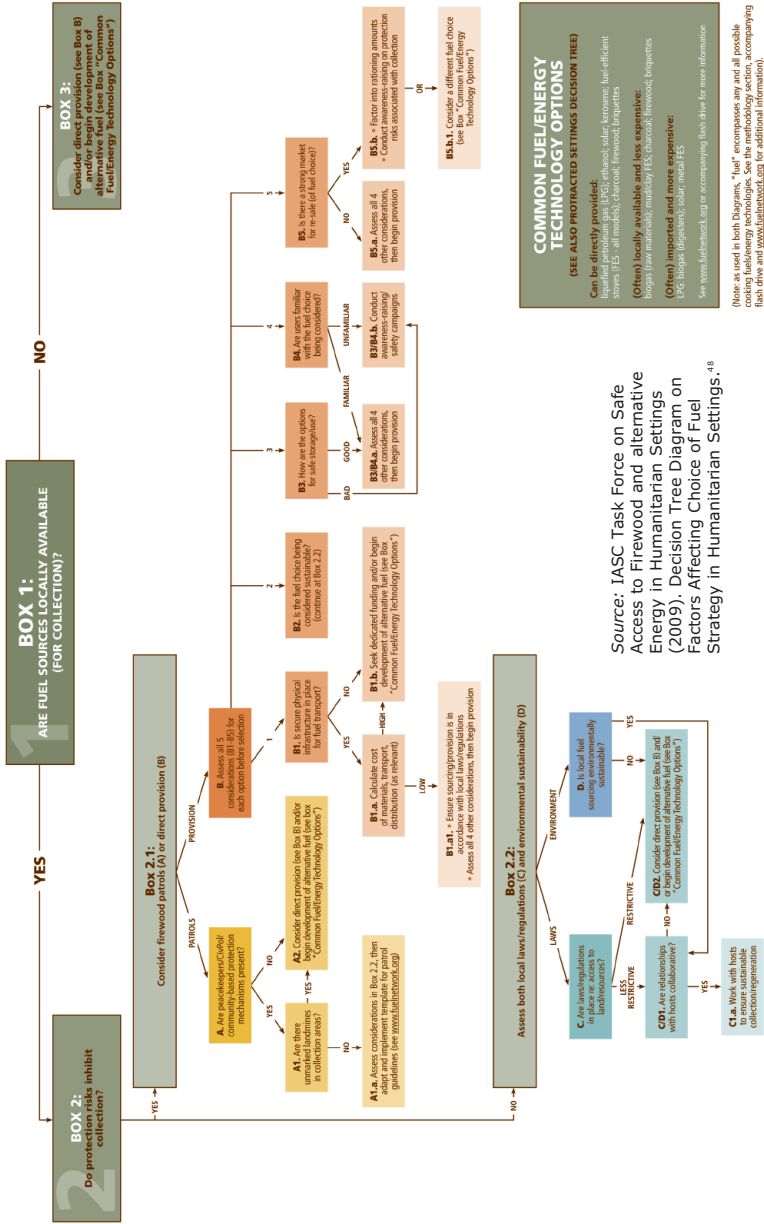 1
BOX 1:
ARE FUEL SOURCES LOCALLY AVAILABLE
(FOR COLLECTION)?
YES
NO
2
BOX 2:
Do protection risks inhibit
collection?
3
BOX 3:
Consider direct provision (see Box B)
and/or begin development of
alternative fuel (see Box "Common
Fuel/Energy Technology Options")
YES
Box 2.1:
Consider firewood patrols (A) or direct provision (B)
PATROLS
PROVISION
A. Are peacekeepers/CivPol/
community-based protection
mechanisms present?
YES
NO
A1. Are there
unmarked landmines
in collection areas?
YES
A2. Consider direct provision (see Box B) and/or
begin development of alternative fuel (see box
"Common Fuel/Energy Technology Options")
NO
A1.a. Assess considerations in Box 2.2, then
adapt and implement template for patrol
guidelines (see www.fuelnetwork.org)
B. Assess all 5
considerations (B1-B5) for
each option before selection
1
2
3
4
5
B1. Is secure physical
infrastructure in place
for fuel transport?
YES
NO
B1.a. Calculate cost
of materials, transport,
distribution (as relevant)
HIGH
B1.b. Seek dedicated funding and/or begin
development of alternative fuel (see Box
"Common Fuel/Energy Technology Options")
LOW
B1.a1. * Ensure sourcing/provision is in
accordance with local laws/regulations
* Assess all 4 other considerations, then begin provision
B2. Is the fuel choice being
considered sustainable?
(continue at Box 2.2)
B3. How are the options
for safe storage/use?
BAD
GOOD
B4. Are users familiar
with the fuel choice
being considered?
FAMILIAR
UNFAMILIAR
B3/B4.a. Assess all 4
other considerations,
then begin provision
B3/B4.b. Conduct
awareness-raising/
safety campaigns
B5. Is there a strong market
for re-sale (of fuel choice)?
NO
YES
B5.a. Assess all 4
other considerations,
then begin provision
B5.b. * Factor into rationing amounts
* Conduct awareness-raising on protection
risks associated with collection
OR
B5.b.1. Consider a different fuel choice
(see Box " Common Fuel/Energy
Technology Options")
NO
Box 2.2:
Assess both local laws/regulations (C) and environmental sustainability (D)
LAWS
ENVIRONMENT
C. Are laws/regulations
in place re: access to
land/resources?
LESS
RESTRICTIVE
RESTRICTIVE
D. Is local fuel
sourcing environmentally
sustainable?
NO
YES
C/D1. Are relationships
with hosts collaborative?
NO
C/D2. Consider direct provision (see Box B) and/
or begin development of alternative fuel (see Box
"Common Fuel/Energy Technology Options")
YES
C1.a. Work with hosts
to ensure sustainable
collection/regeneration
Source: IASC Task Force on Safe
Access to Firewood and alternative
Energy in Humanitarian Settings
(2009). Decision Tree Diagram on
Factors Affecting Choice of Fuel
Strategy in Humanitarian Settings.48
COMMON FUEL/ENERGY
TECHNOLOGY OPTIONS
(SEE ALSO PROTRACTED SETTINGS DECISION TREE)
Can be directly provided:
liquefied petroleum gas (LPG); ethanol; solar; kerosene; fuel-efficient
stoves (FES - all models); charcoal; firewood; briquettes
(Often) locally available and less expensive:
biogas (raw materials); mud/clay FES; charcoal; firewood; briquettes
(Often) imported and more expensive:
LPG; biogas (digesters); solar; metal FES
See www.fuelnetwork.org or accompanying flash drive for more information
(Note: as used in both Diagrams, "fuel" encompasses any and all possible
cooking fuels/energy technologies. See the methodology section, accompanying
flash drive and www.fuelnetwork.org for additional information).